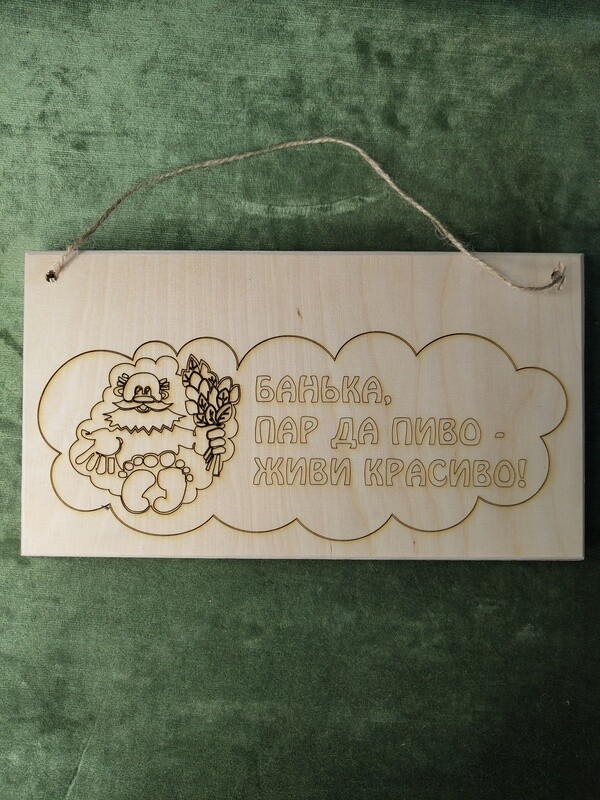 БАНЬКА,
ПАР ДА ПИВО -
ЖИВИ КРАСИВО!